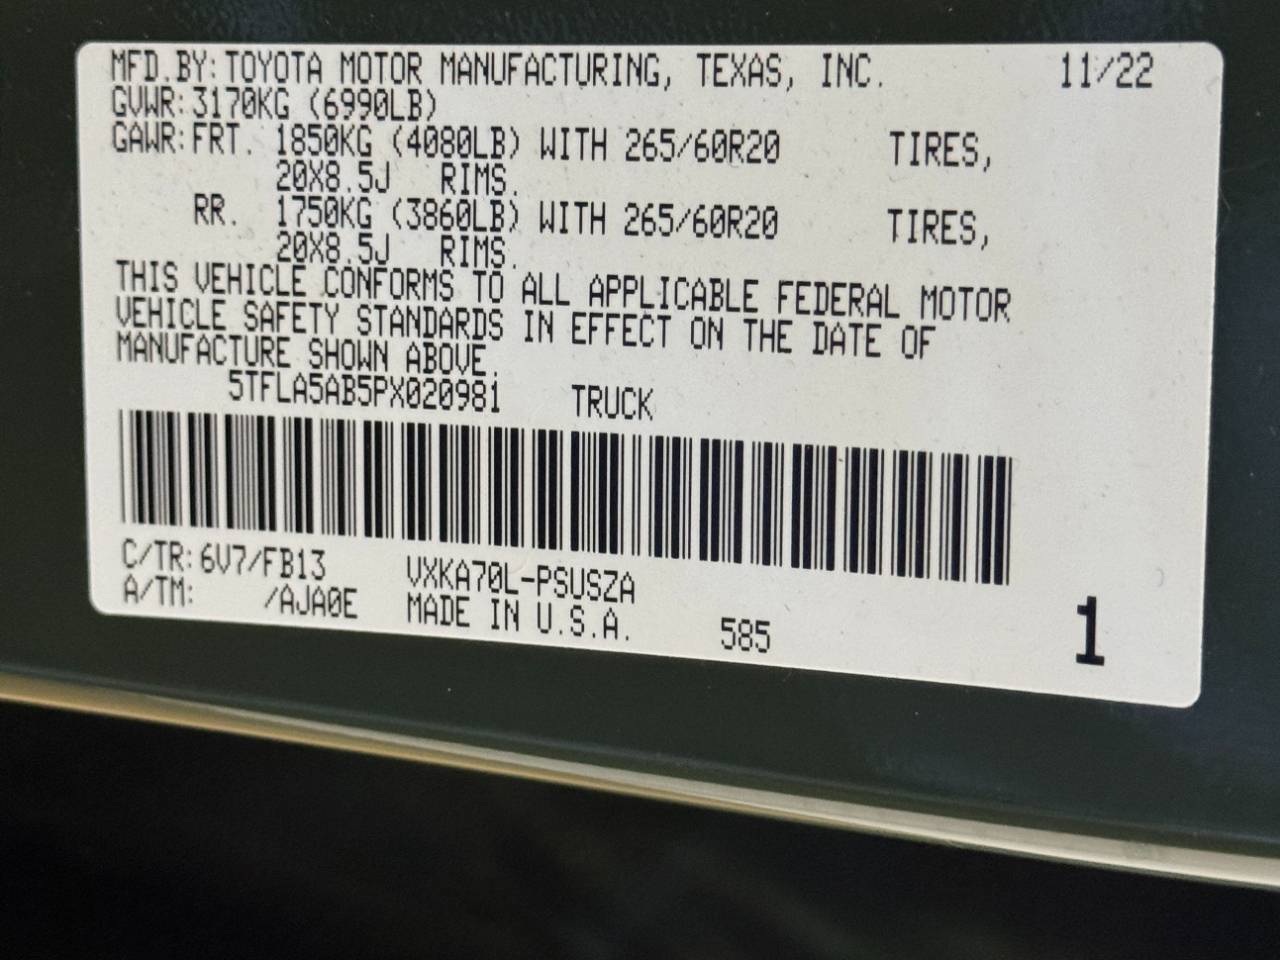 MFD.BY: TOYOTA MOTOR MANUFACTURING, TEXAS, INC. 11/22
GVWR: 3170KG (6990LB)
GAWR: FRT. 1850KG (4080LB) WITH 265/60R20 TIRES,
20X8.5J RIMS.
RR. 1750KG (3860LB) WITH 265/60R20 TIRES,
20X8.5J RIMS.
THIS VEHICLE CONFORMS TO ALL APPLICABLE FEDERAL MOTOR
VEHICLE SAFETY STANDARDS IN EFFECT ON THE DATE OF
MANUFACTURE SHOWN ABOVE.
5TFLA5AB5PX020981 TRUCK
C/TR: 6V7/FB13 VXKA70L-PSUSZA
A/TM: /AJA0E MADE IN U.S.A. 585 1